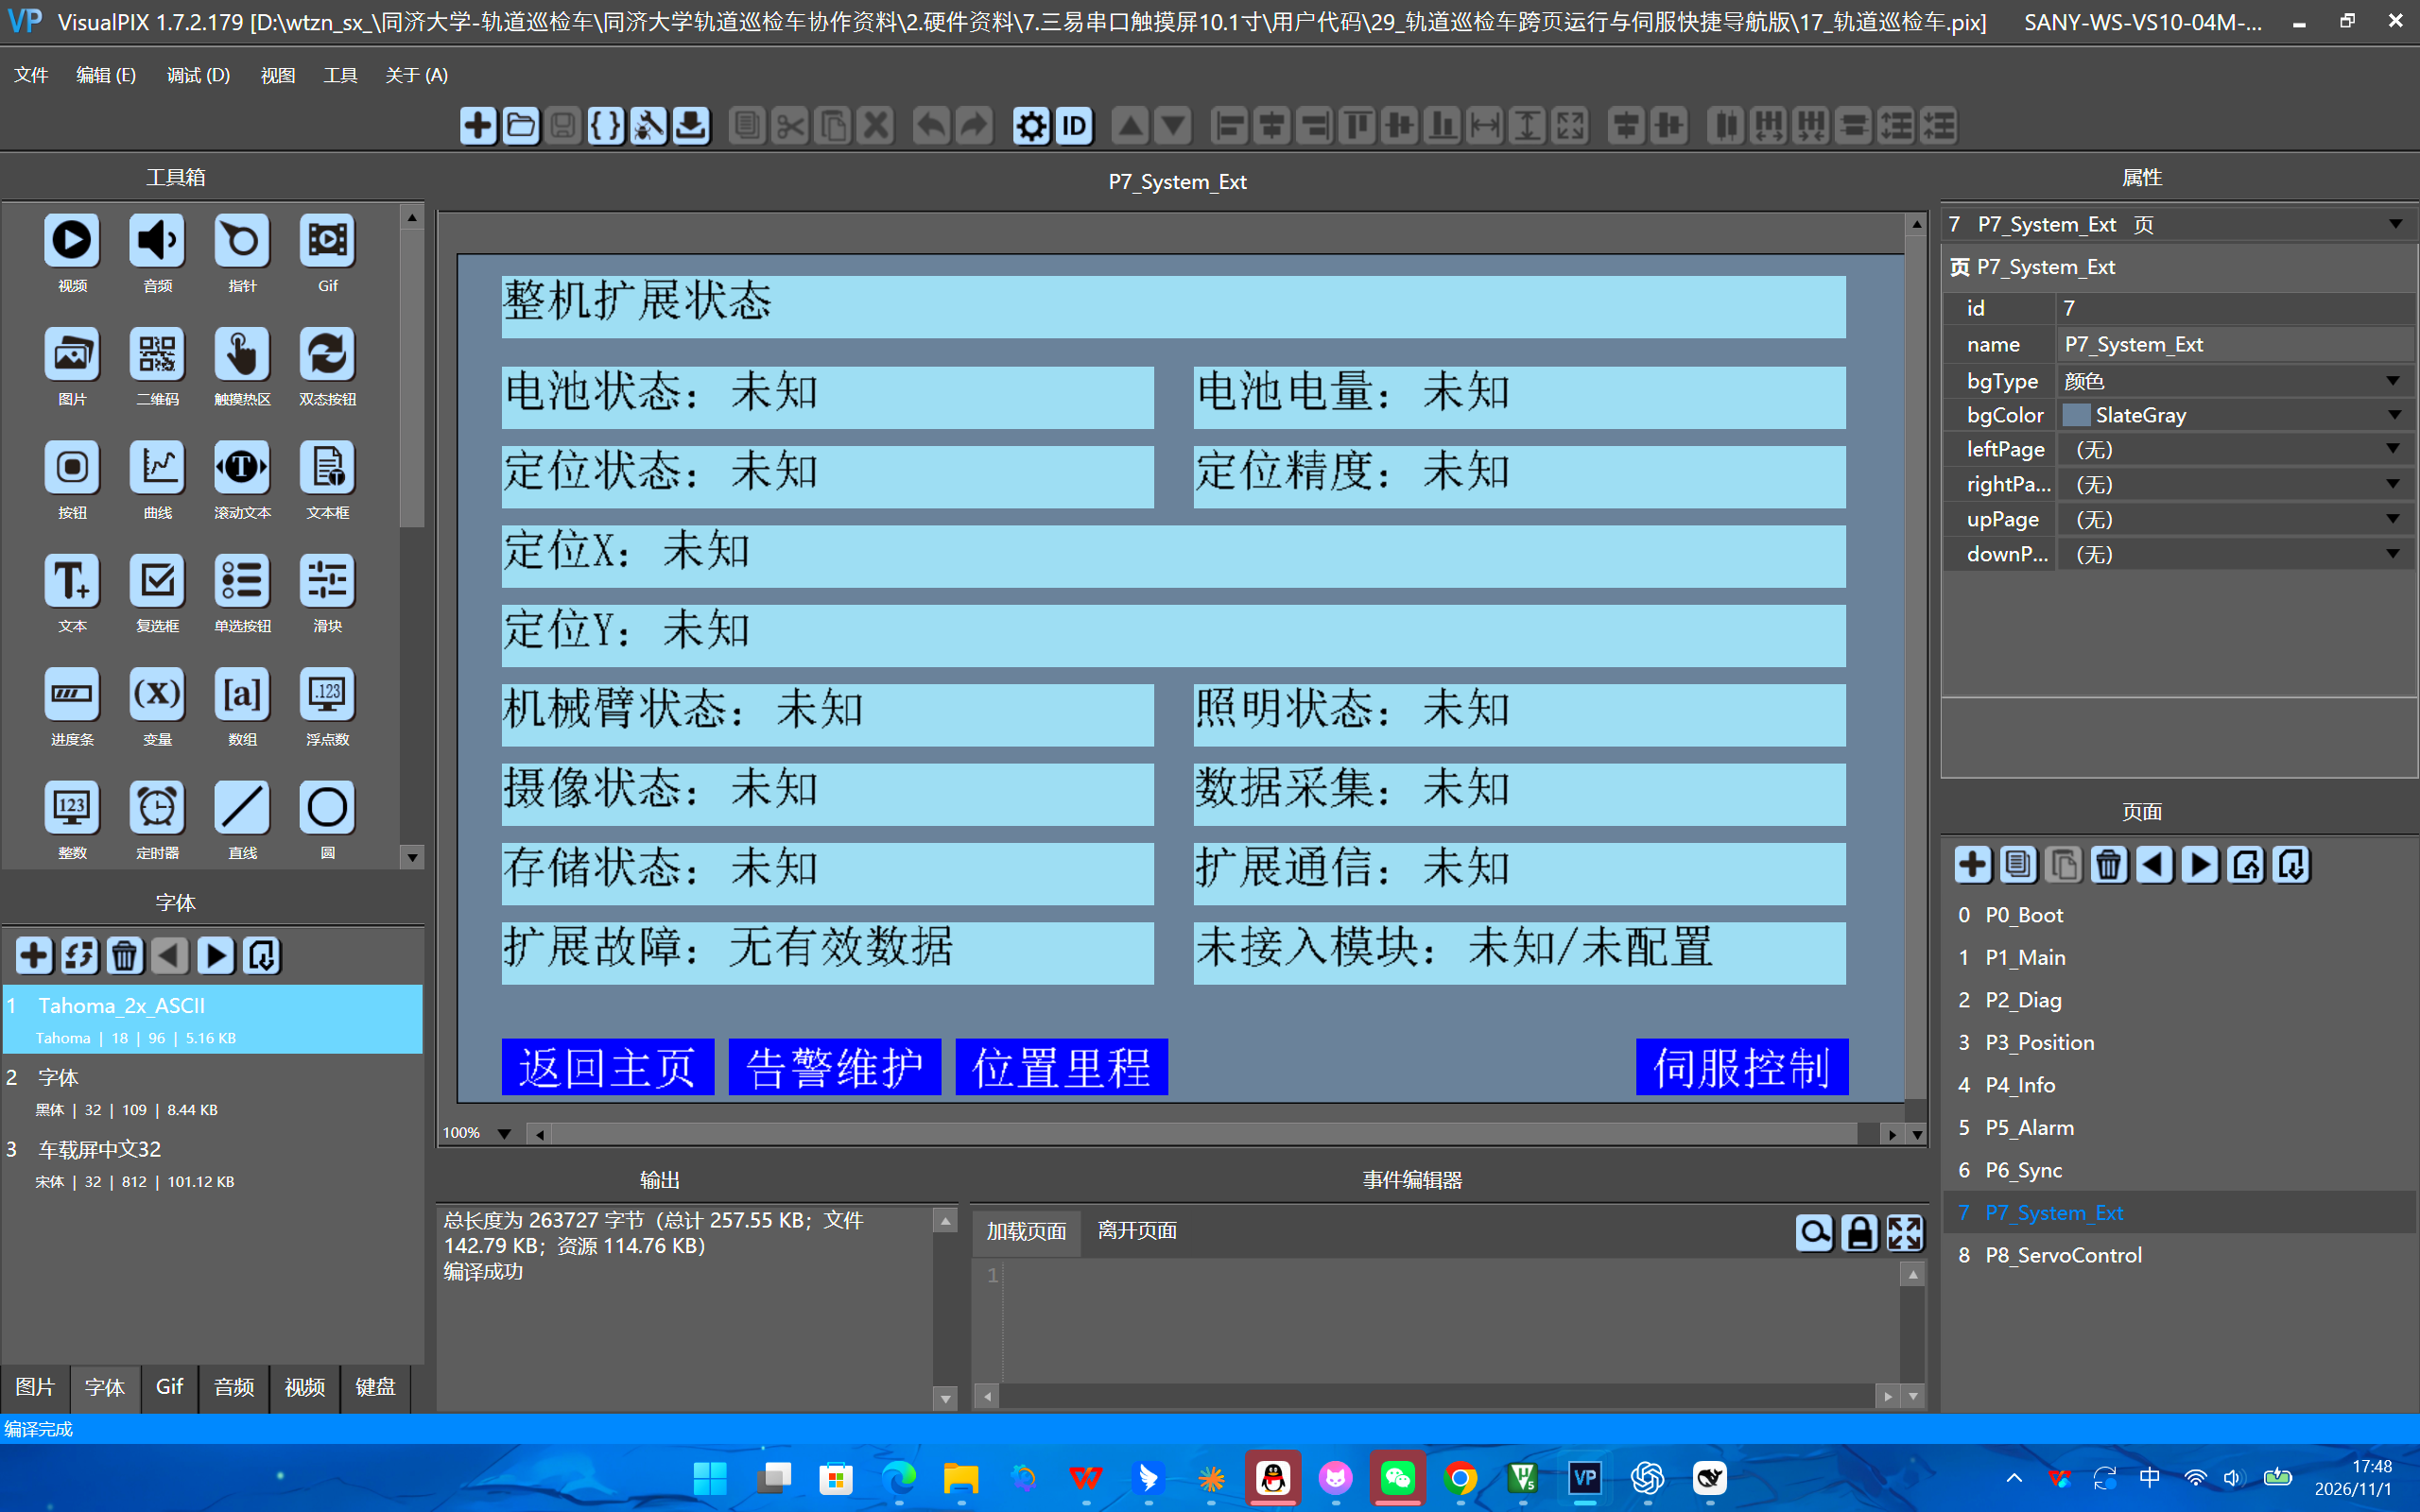 VP VisualPIX 1.7.2.179 [D:\wtzn_sx_\同济大学-轨道巡检车\同济大学轨道巡检车协作资料\2.硬件资料\7.三易串口触摸屏10.1寸\用户代码\29_轨道巡检车跨页运行与伺服快捷导航版\17_轨道巡检车.pix] SANY-WS-VS10-04M-...
文件 编辑 (E) 调试 (D) 视图 工具 关于 (A)
ID
工具箱
视频 音频 指针 Gif
图片 二维码 触摸热区 双态按钮
按钮 曲线 滚动文本 文本框
文本 复选框 单选按钮 滑块
进度条 变量 数组 浮点数
整数 定时器 直线 圆
字体
1 Tahoma_2x_ASCII
Tahoma | 18 | 96 | 5.16 KB
2 字体
黑体 | 32 | 109 | 8.44 KB
3 车载屏中文32
宋体 | 32 | 812 | 101.12 KB
图片 字体 Gif 音频 视频 键盘
编译完成
P7_System_Ext
整机扩展状态
电池状态：未知 电池电量：未知
定位状态：未知 定位精度：未知
定位X：未知
定位Y：未知
机械臂状态：未知 照明状态：未知
摄像状态：未知 数据采集：未知
存储状态：未知 扩展通信：未知
扩展故障：无有效数据 未接入模块：未知/未配置
返回主页 告警维护 位置里程 伺服控制
100%
输出
总长度为 263727 字节（总计 257.55 KB；文件
142.79 KB；资源 114.76 KB）
编译成功
事件编辑器
加载页面 离开页面
1
属性
7 P7_System_Ext 页
页 P7_System_Ext
id 7
name P7_System_Ext
bgType 颜色
bgColor SlateGray
leftPage （无）
rightPa... （无）
upPage （无）
downP... （无）
页面
0 P0_Boot
1 P1_Main
2 P2_Diag
3 P3_Position
4 P4_Info
5 P5_Alarm
6 P6_Sync
7 P7_System_Ext
8 P8_ServoControl
中
17:48
2026/11/1